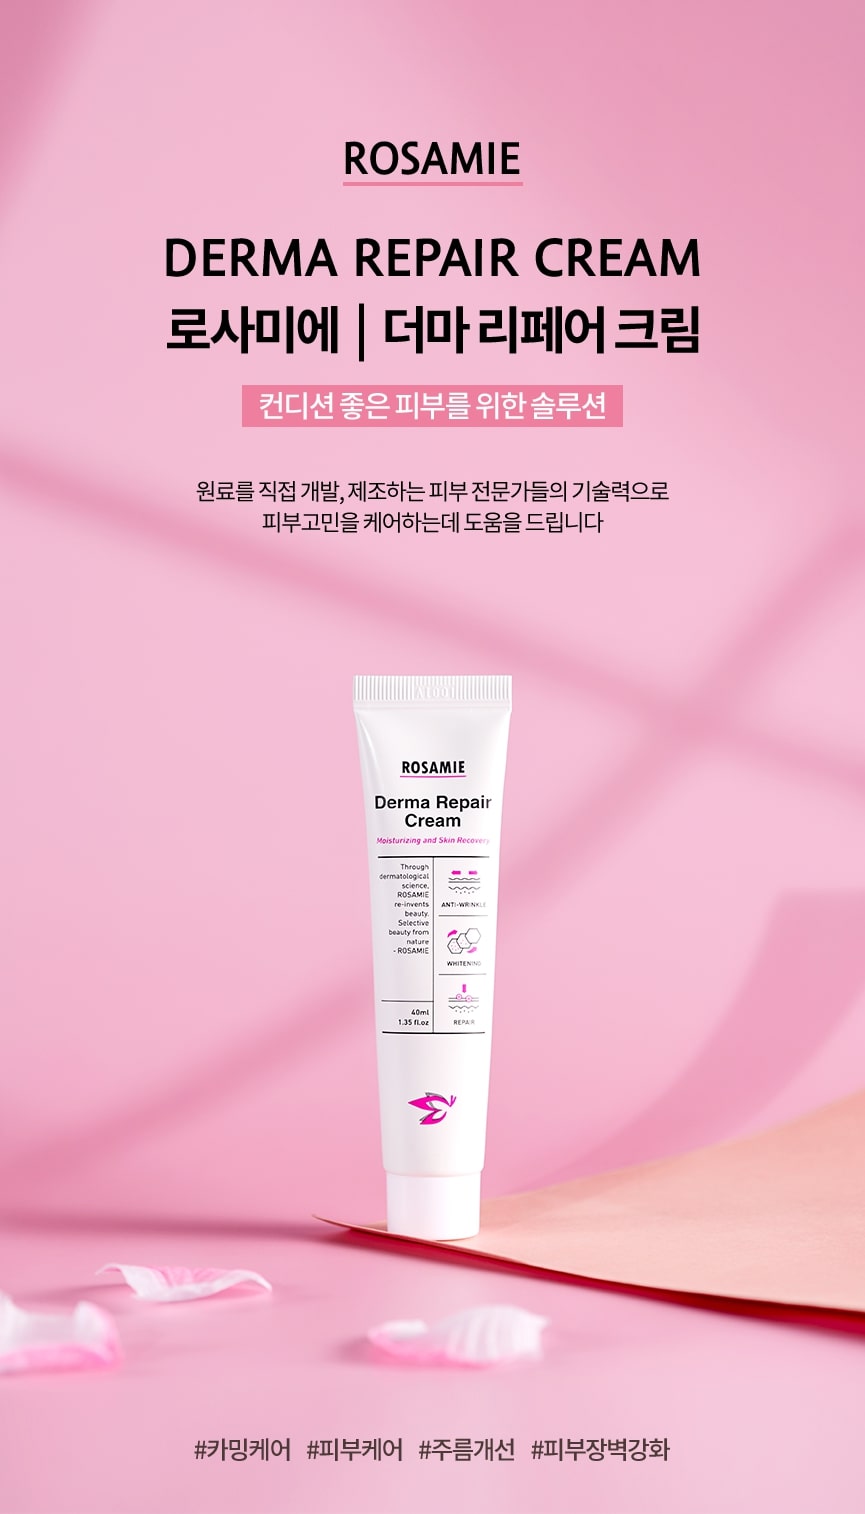 ROSAMIE
DERMA REPAIR CREAM
로사미에 | 더마 리페어 크림
컨디션 좋은 피부를 위한 솔루션
원료를 직접 개발, 제조하는 피부 전문가들의 기술력으로
피부고민을 케어하는데 도움을 드립니다
ROSAMIE
Derma Repair
Cream
Moisturizing and Skin Recovery
Through
dermatological
science,
ROSAMIE
re-invents
beauty.
Selective
beauty from
nature
- ROSAMIE
ANTI-WRINKLE
WHITENING
REPAIR
40ml
1.35 fl.oz
#카밍케어 #피부케어 #주름개선 #피부장벽강화